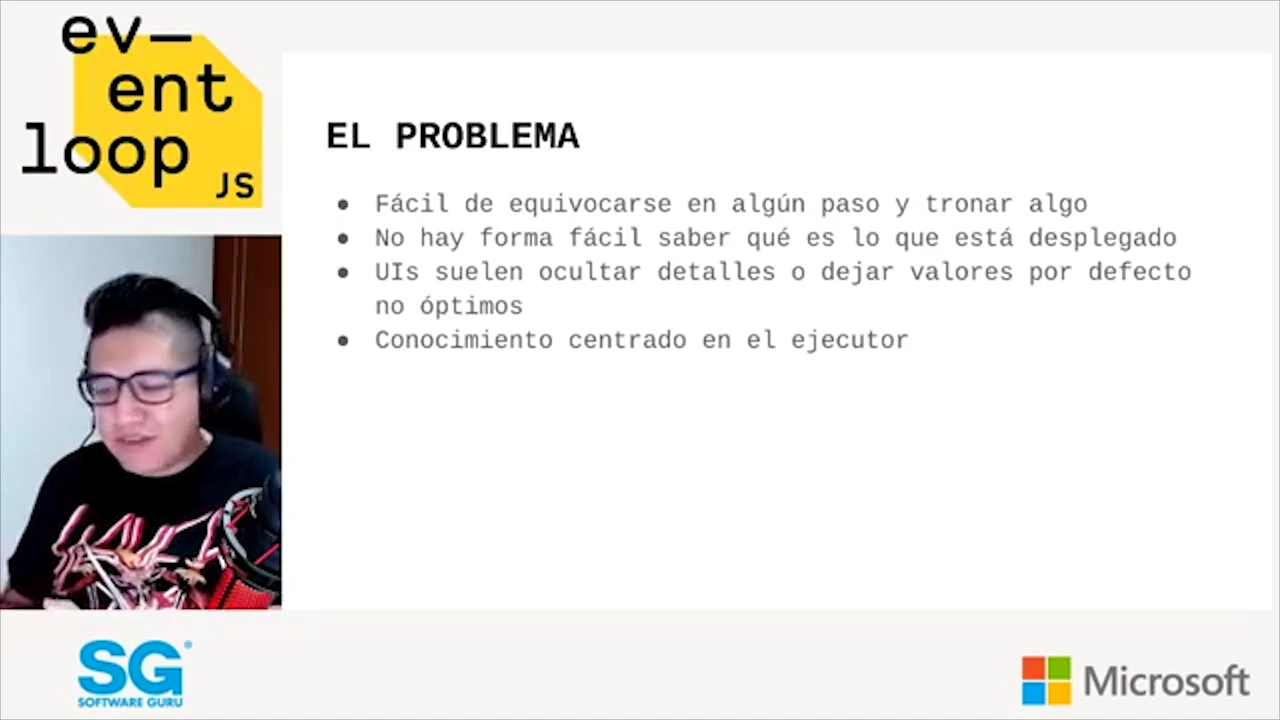 ev—
ent
loop
JS
EL PROBLEMA
● Fácil de equivocarse en algún paso y tronar algo
● No hay forma fácil saber qué es lo que está desplegado
● UIs suelen ocultar detalles o dejar valores por defecto
no óptimos
● Conocimiento centrado en el ejecutor
SG
SOFTWARE GURU
Microsoft